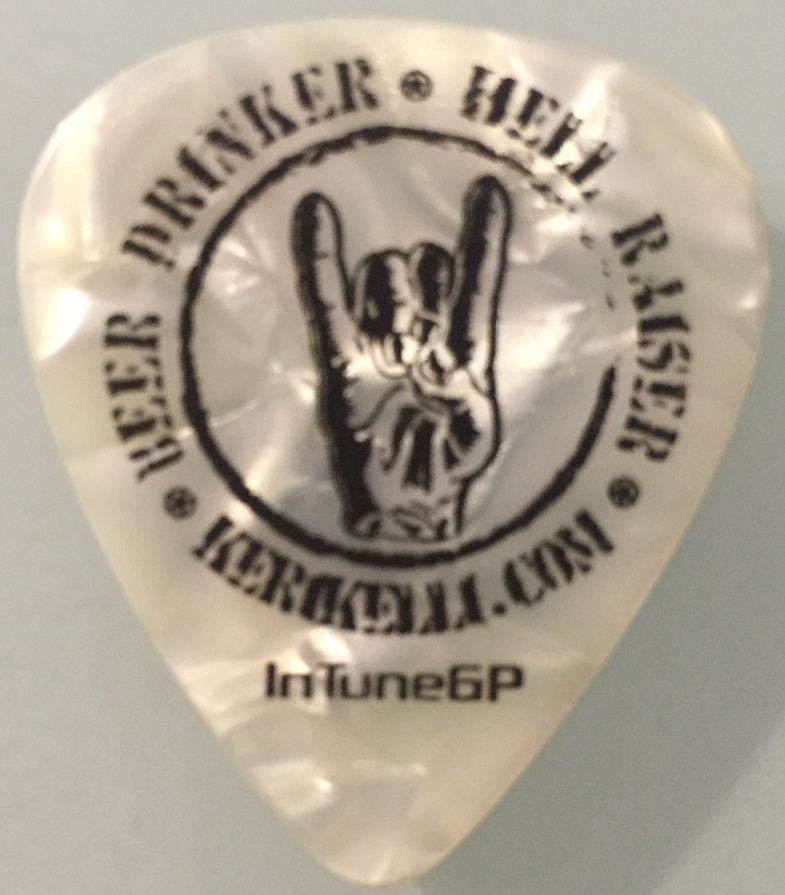 BEER DRINKER ⍟ HELL RAISER
KERIKELLI.COM
InTuneGP